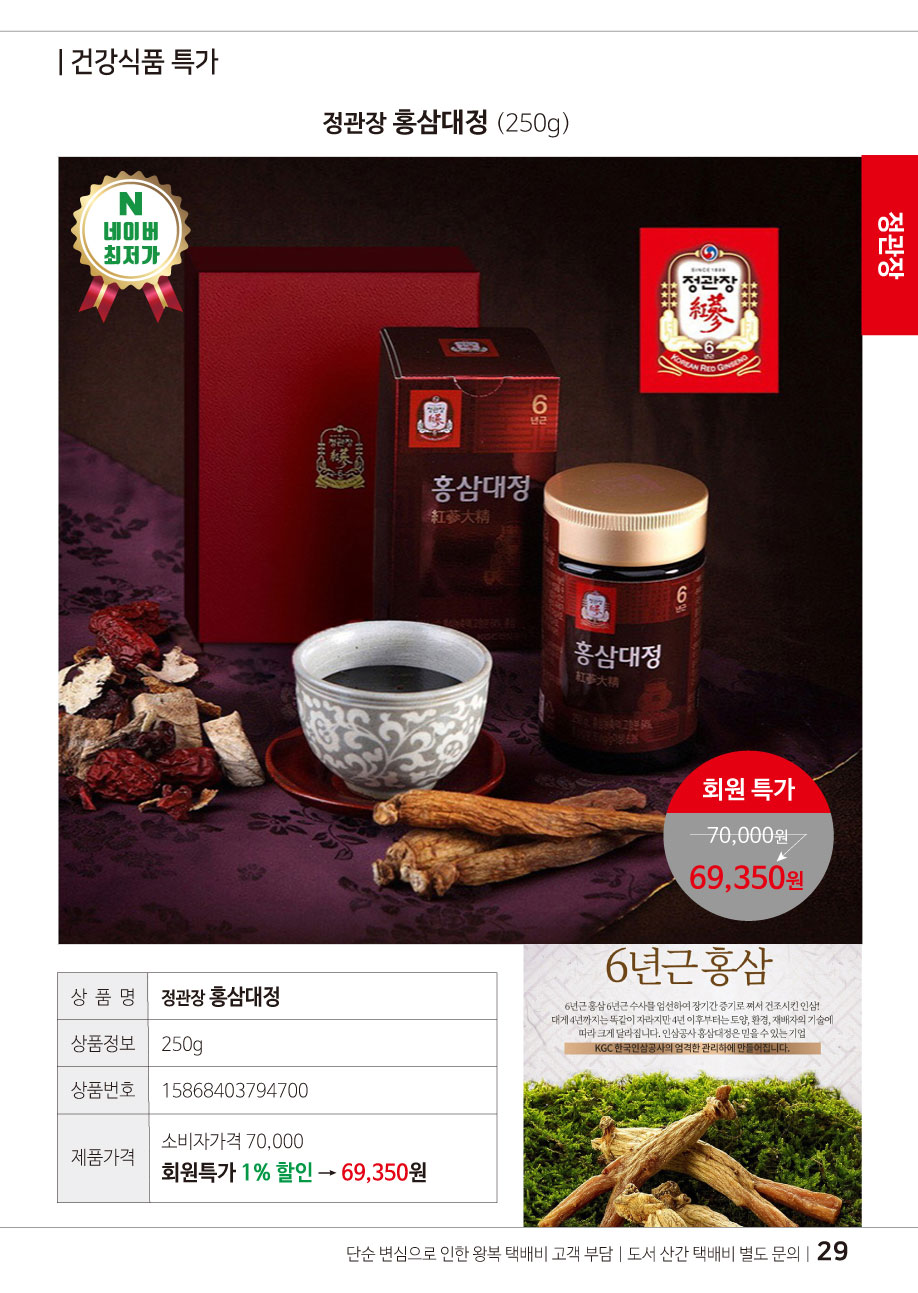 건강식품 특가
정관장 홍삼대정 (250g)
N
네이버
최저가
정관장
SINCE 1899
정관장
紅蔘
6
년근
KOREAN RED GINSENG
정관장
紅蔘
6
정관장
6
년근
홍삼대정
紅蔘大精
정관장
6
년근
홍삼대정
紅蔘大精
회원 특가
70,000원
69,350원
상 품 명 정관장 홍삼대정
상품정보 250g
상품번호 15868403794700
제품가격 소비자가격 70,000
회원특가 1% 할인 → 69,350원
6년근 홍삼
6년근 홍삼 6년근 수삼를 엄선하여 장기간 증기로 쪄서 건조시킨 인삼!
대게 4년까지는 똑같이 자라지만 4년 이후부터는 토양, 환경, 재배자의 기술에
따라 크게 달라집니다. 인삼공사 홍삼대정은 믿을 수 있는 기업
KGC 한국인삼공사의 엄격한 관리하에 만들어집니다.
단순 변심으로 인한 왕복 택배비 고객 부담 | 도서 산간 택배비 별도 문의 | 29